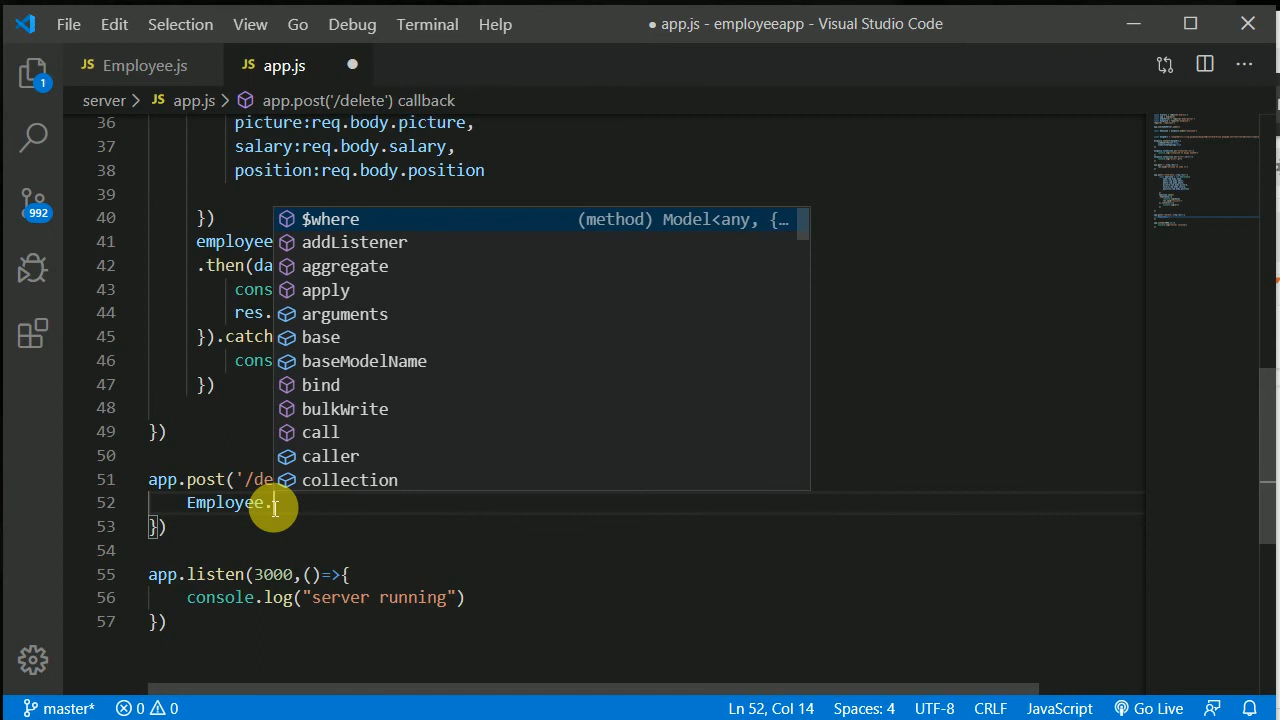 File Edit Selection View Go Debug Terminal Help ● app.js - employeeapp - Visual Studio Code
JS Employee.js JS app.js ●
1
server > JS app.js > app.post('/delete') callback
36 picture:req.body.picture,
37 salary:req.body.salary,
38 position:req.body.position
39
40 })
$where (method) Model<any, {…
41 employee
addListener
42 .then(da
aggregate
43 cons
apply
44 res.
arguments
45 }).catch
base
46 cons
baseModelName
47 })
bind
48
bulkWrite
49 })
call
50
caller
51 app.post('/de
collection
52 Employee.
53 })
54
55 app.listen(3000,()=>{
56 console.log("server running")
57 })
992
master* 0 0 Ln 52, Col 14 Spaces: 4 UTF-8 CRLF JavaScript Go Live